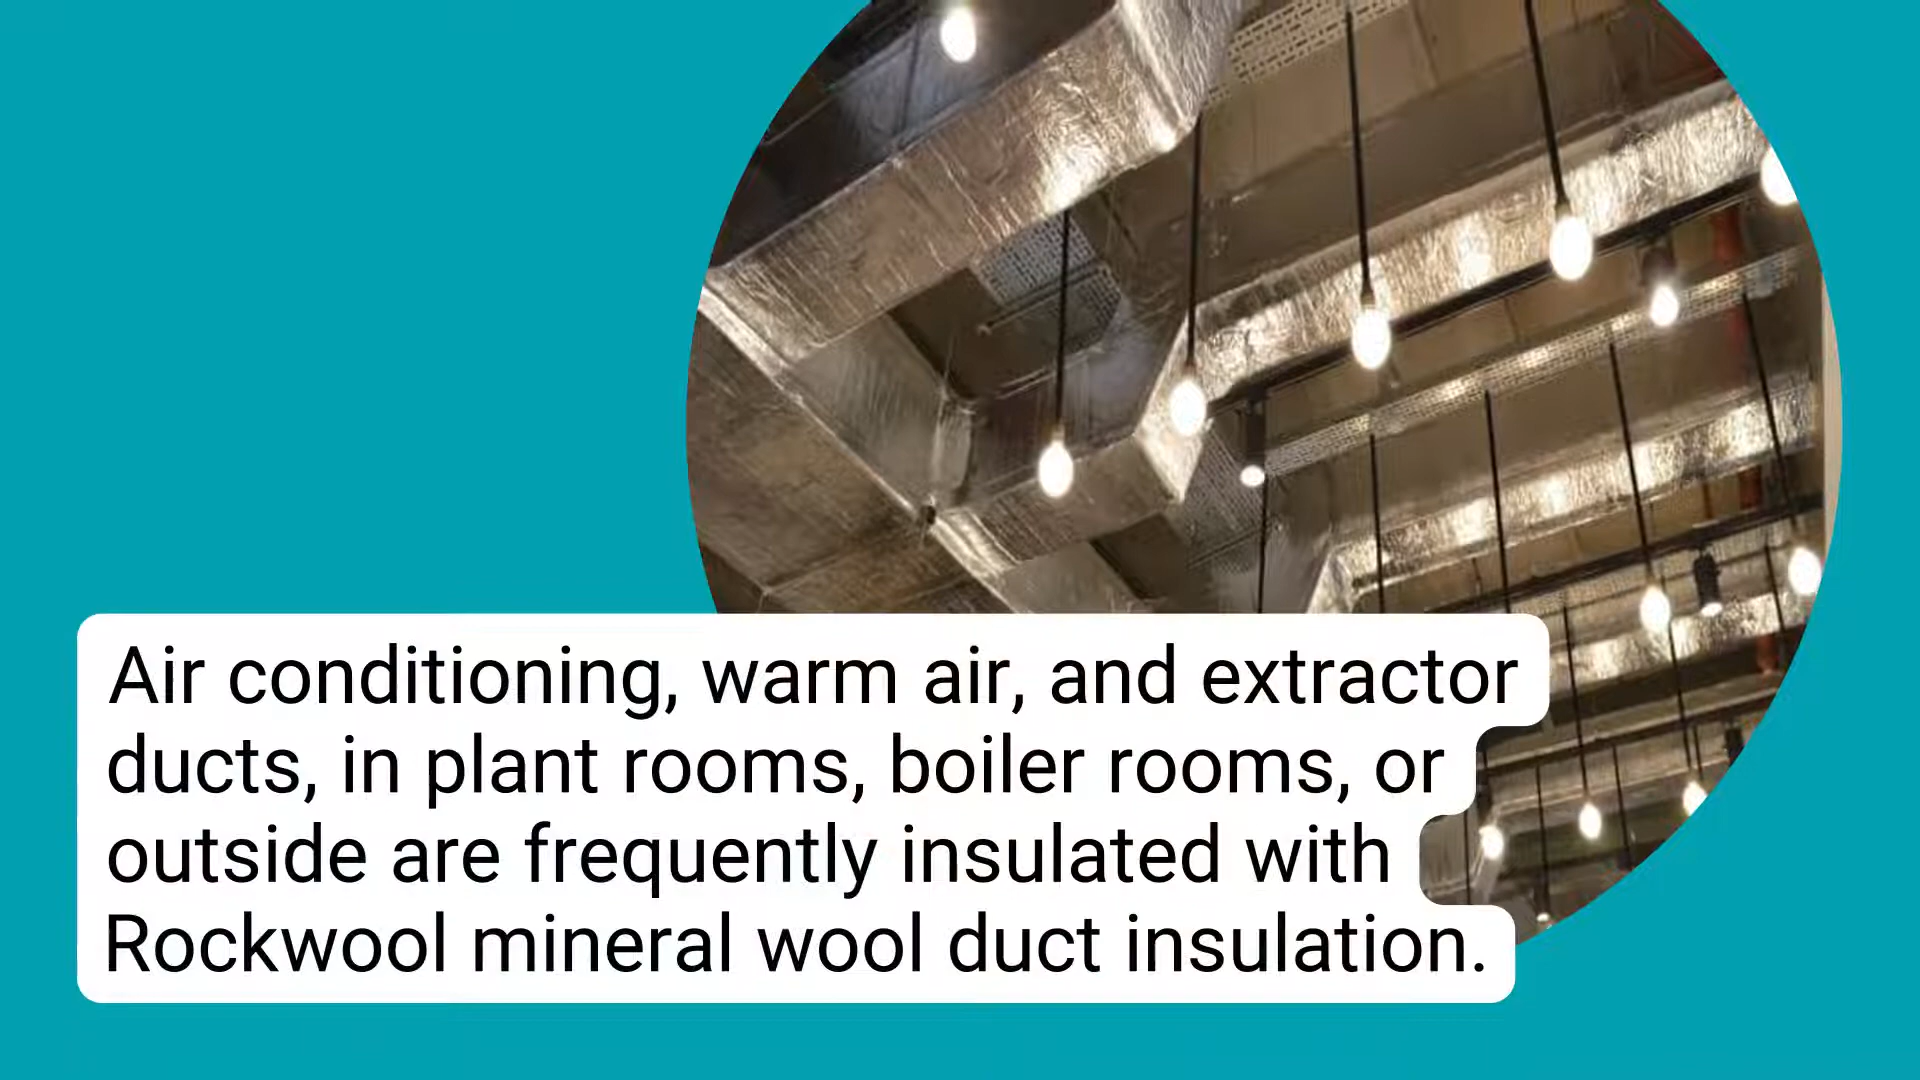 Air conditioning, warm air, and extractor
ducts, in plant rooms, boiler rooms, or
outside are frequently insulated with
Rockwool mineral wool duct insulation.